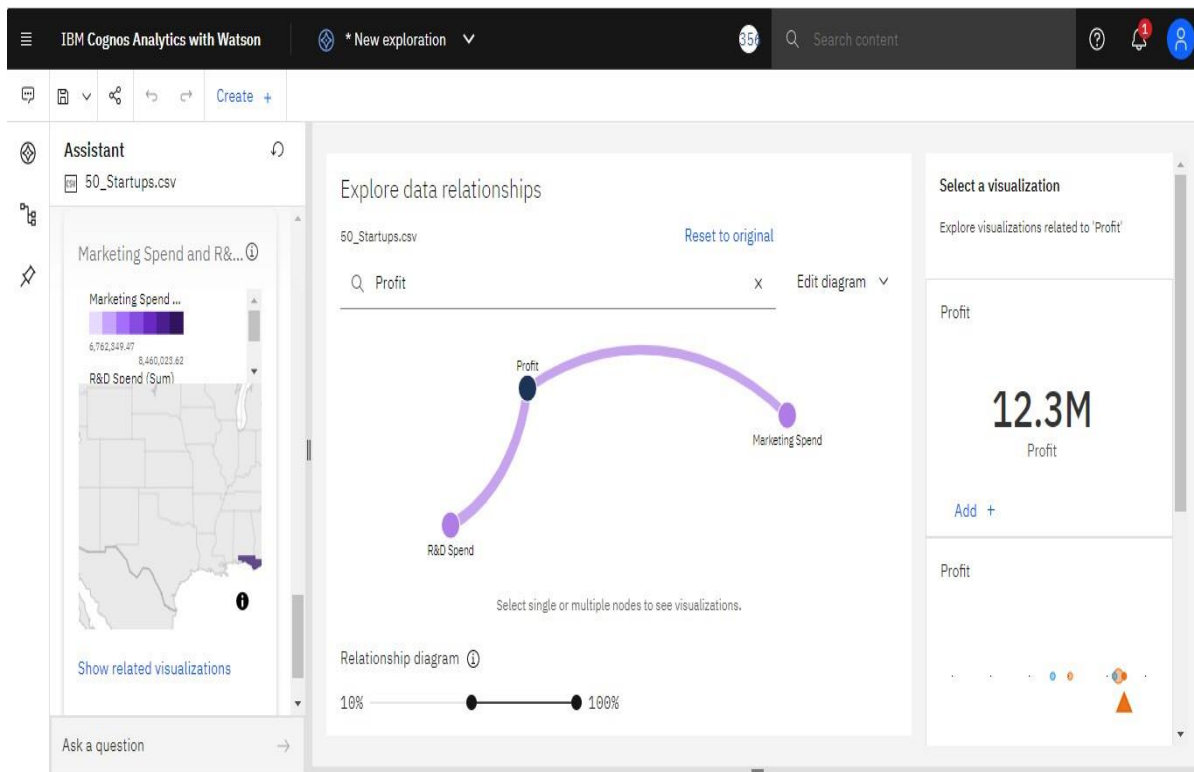 IBM Cognos Analytics with Watson
* New exploration
356
Search content
1
Create +
Assistant
50_Startups.csv
Marketing Spend and R&...
Marketing Spend ...
6,762,349.47
8,460,023.62
R&D Spend (Sum)
Show related visualizations
Ask a question
Explore data relationships
50_Startups.csv
Reset to original
Profit
Edit diagram
Profit
Marketing Spend
R&D Spend
Select single or multiple nodes to see visualizations.
Relationship diagram
10%
100%
Select a visualization
Explore visualizations related to 'Profit'
Profit
12.3M
Profit
Add +
Profit